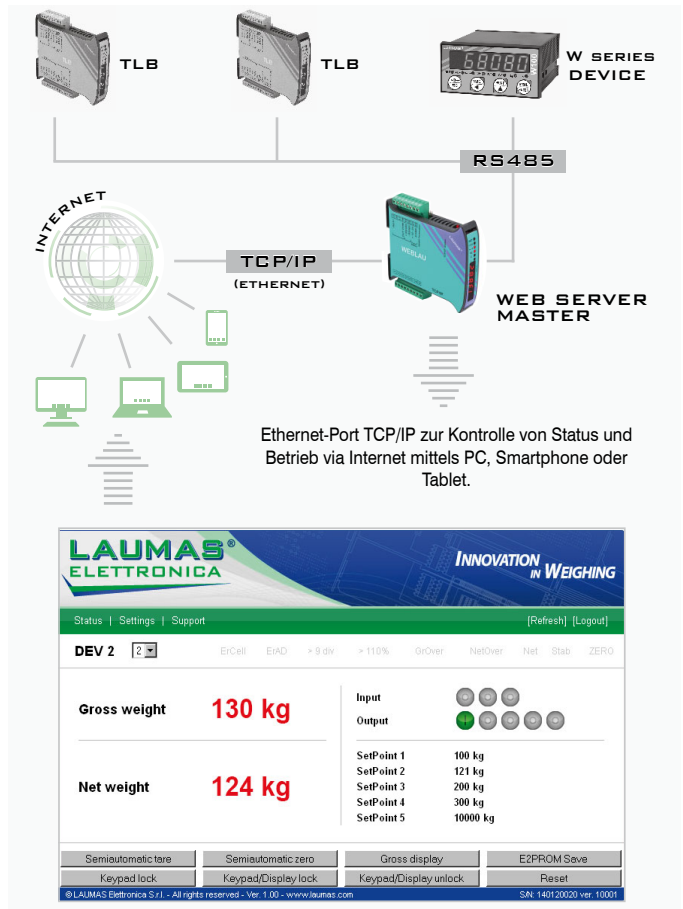 TLB
TLB
W SERIES
DEVICE
LAUMAS
68080
W100
RS485
INTERNET
TCP/IP
(ETHERNET)
WEBLAU
WEB SERVER
MASTER
Ethernet-Port TCP/IP zur Kontrolle von Status und
Betrieb via Internet mittels PC, Smartphone oder
Tablet.
LAUMAS®
ELETTRONICA
INNOVATION
IN WEIGHING
Status | Settings | Support
[Refresh] [Logout]
DEV 2 2
ErCell ErAD > 9 div > 110% GrOver NetOver Net Stab ZERO
Gross weight 130 kg
Input
Output
Net weight 124 kg
SetPoint 1 100 kg
SetPoint 2 121 kg
SetPoint 3 200 kg
SetPoint 4 300 kg
SetPoint 5 10000 kg
Semiautomatic tare Semiautomatic zero Gross display E2PROM Save
Keypad lock Keypad/Display lock Keypad/Display unlock Reset
©LAUMAS Elettronica S.r.l. - All rights reserved - Ver. 1.00 - www.laumas.com
S/N: 140120020 ver. 10001